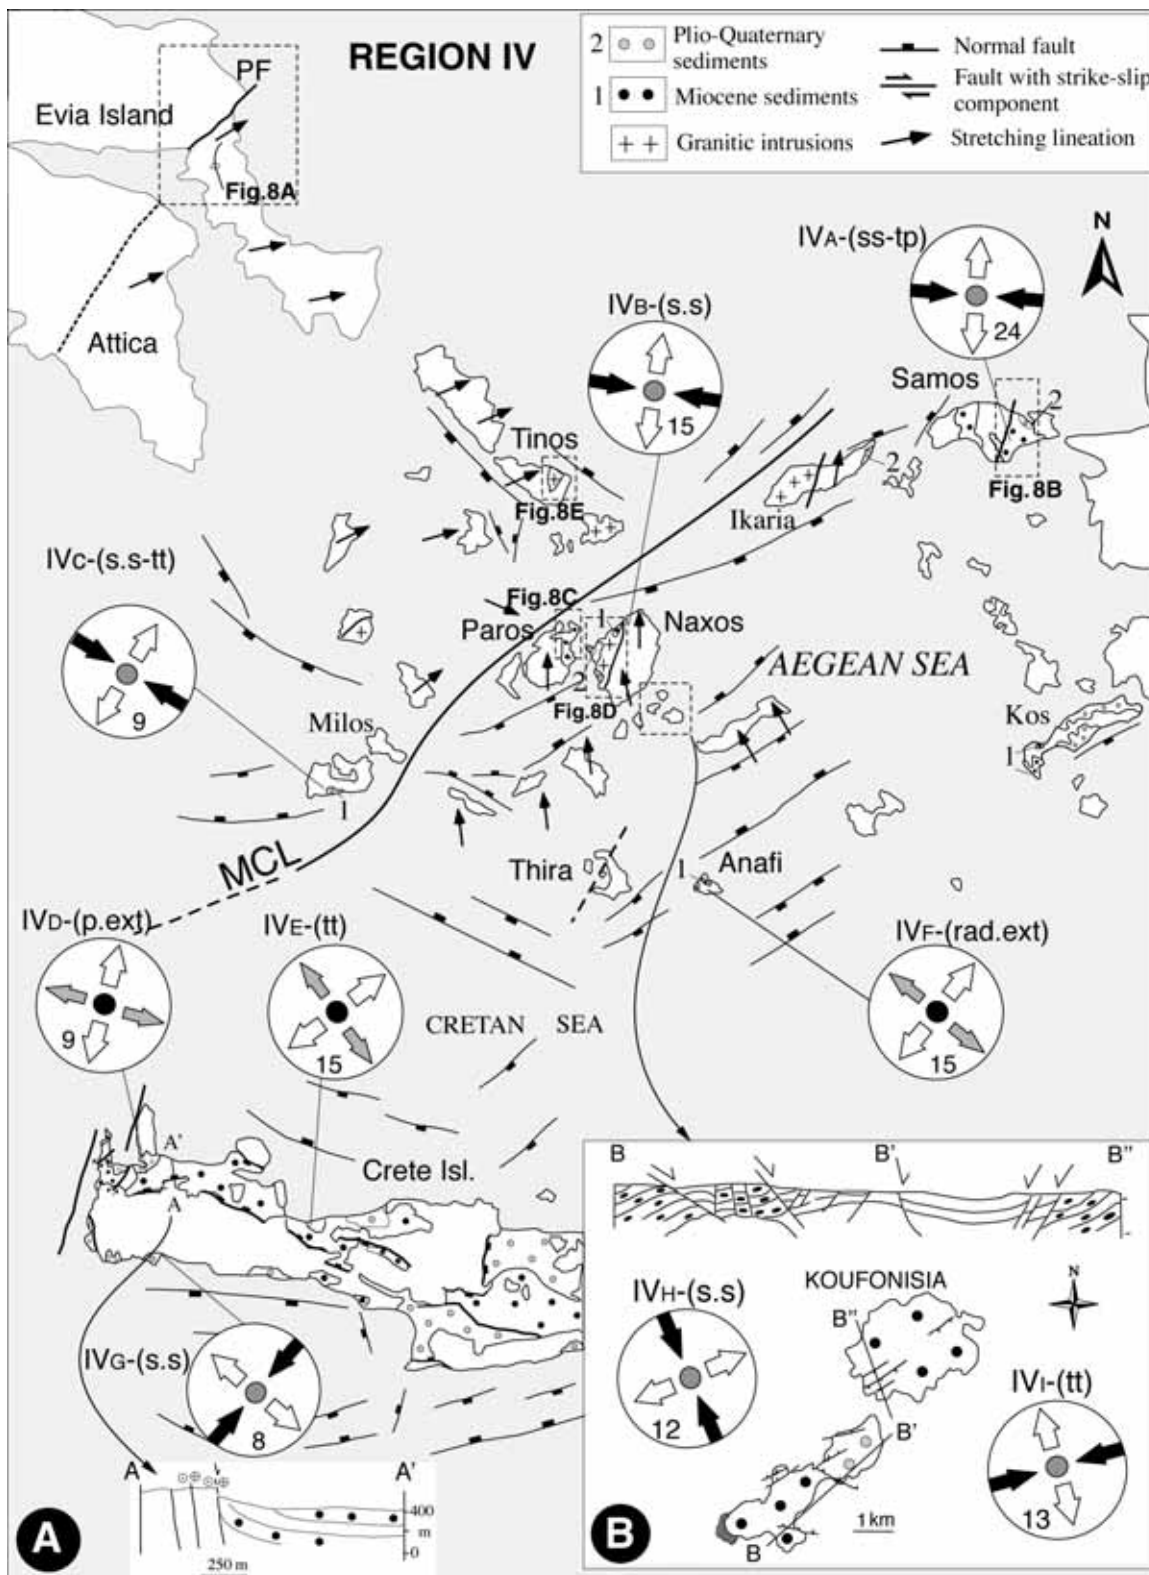 REGION IV
2 Plio-Quaternary
sediments
1 Miocene sediments
Granitic intrusions
Normal fault
Fault with strike-slip
component
Stretching lineation
PF
Evia Island
Fig.8A
Attica
N
IVA-(ss-tp)
24
IVB-(s.s)
15
Samos
2
Fig.8B
Tinos
Fig.8E
2
Ikaria
IVC-(s.s-tt)
9
Fig.8C
1
Paros
Naxos
2
Fig.8D
AEGEAN SEA
Milos
1
Kos
1
MCL
Thira
1
Anafi
IVD-(p.ext)
9
IVE-(tt)
15
IVF-(rad.ext)
15
CRETAN SEA
A'
A
Crete Isl.
IVG-(s.s)
8
A
A'
400
m
0
250 m
A
B
B'
B"
KOUFONISIA
N
IVH-(s.s)
12
B"
B'
IVI-(tt)
13
B
1 km
B